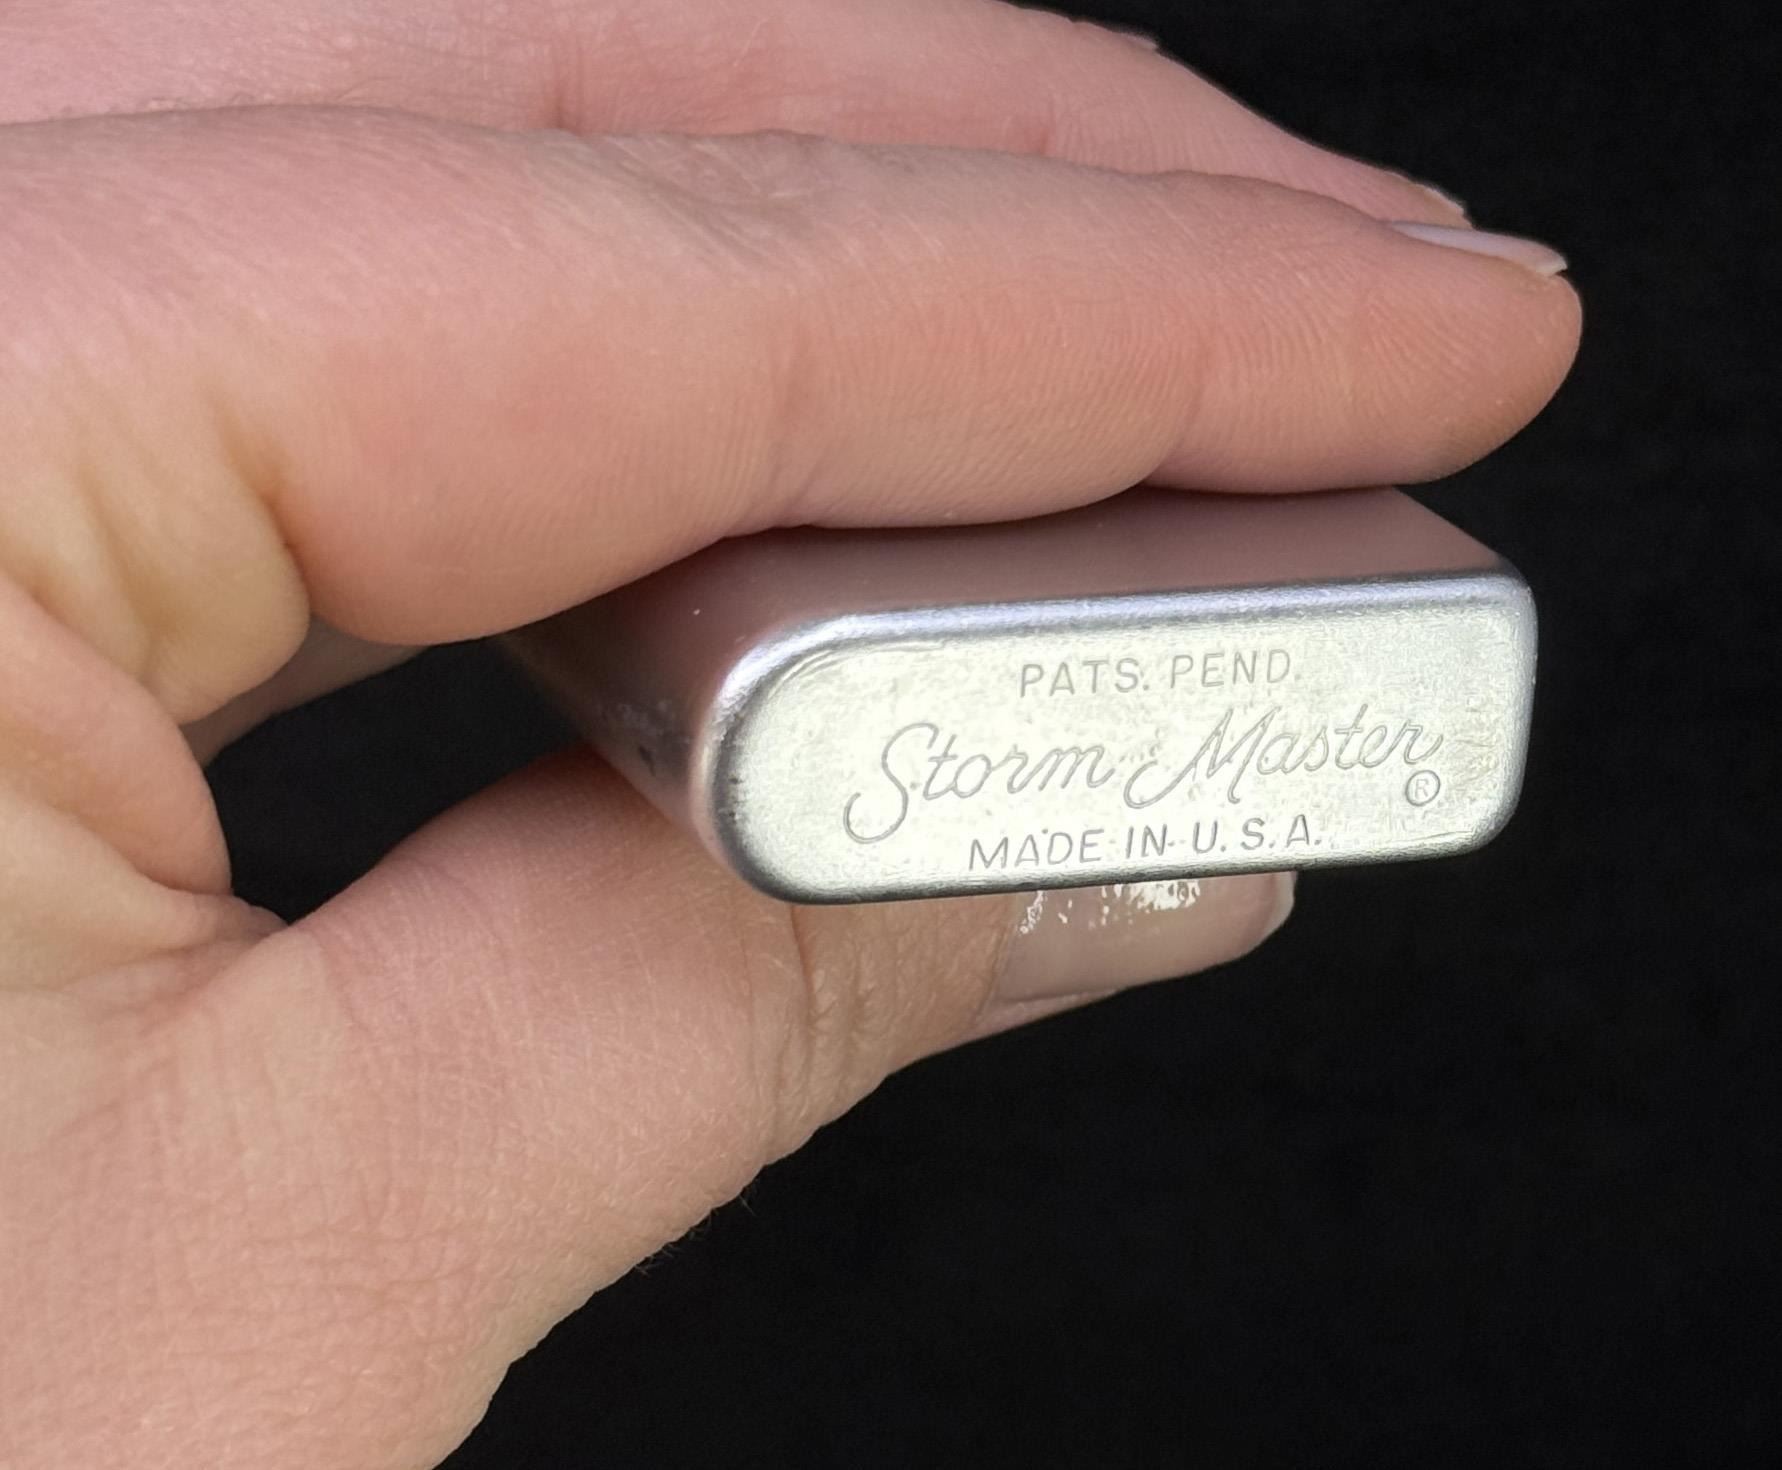 PATS. PEND.
Storm Master
®
MADE IN U.S.A.